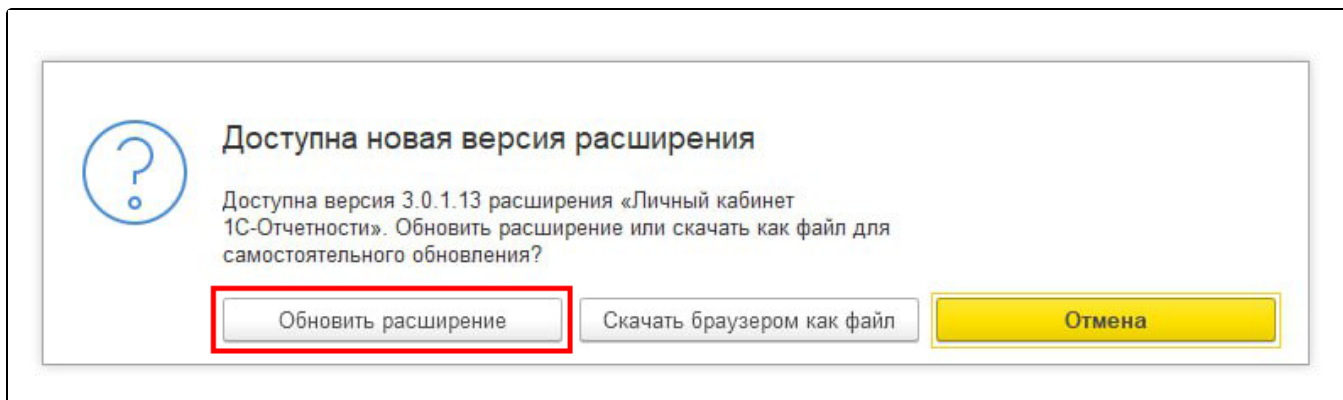 Доступна новая версия расширения
Доступна версия 3.0.1.13 расширения «Личный кабинет
1С-Отчетности». Обновить расширение или скачать как файл для
самостоятельного обновления?
Обновить расширение
Скачать браузером как файл
Отмена